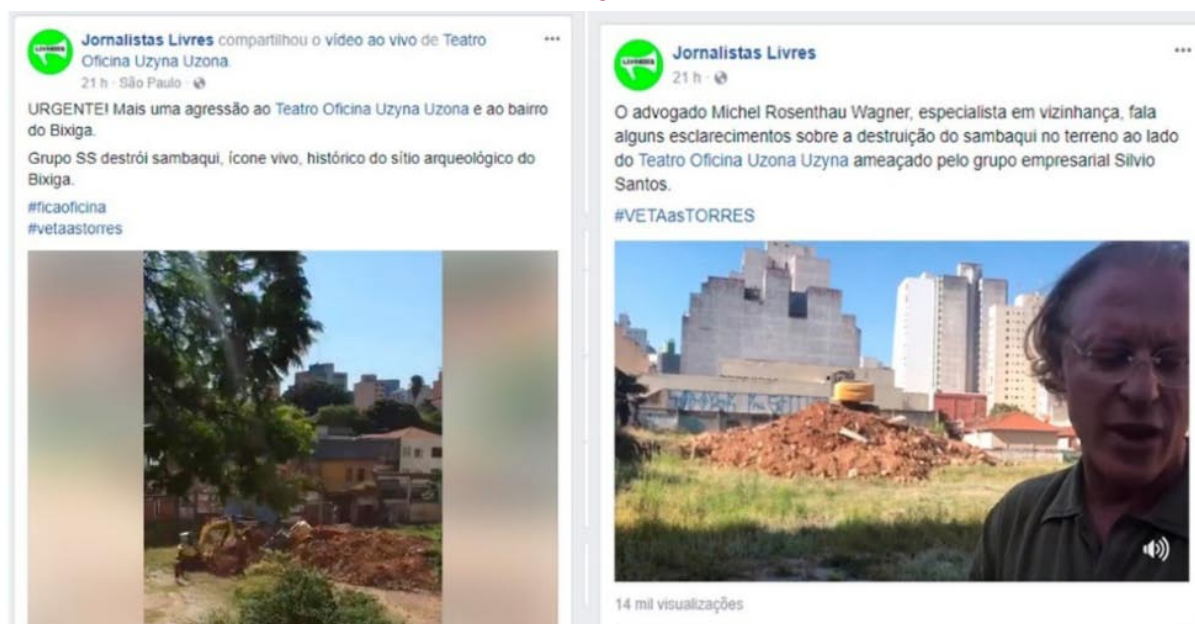 Jornalistas Livres compartilhou o vídeo ao vivo de Teatro
Oficina Uzyna Uzona.
21 h · São Paulo ·
URGENTE! Mais uma agressão ao Teatro Oficina Uzyna Uzona e ao bairro
do Bixiga.
Grupo SS destrói sambaqui, ícone vivo, histórico do sítio arqueológico do
Bixiga.
#ficaoficina
#vetaastorres
Jornalistas Livres
21 h ·
O advogado Michel Rosenthau Wagner, especialista em vizinhança, fala
alguns esclarecimentos sobre a destruição do sambaqui no terreno ao lado
do Teatro Oficina Uzona Uzyna ameaçado pelo grupo empresarial Silvio
Santos.
#VETAasTORRES
14 mil visualizações